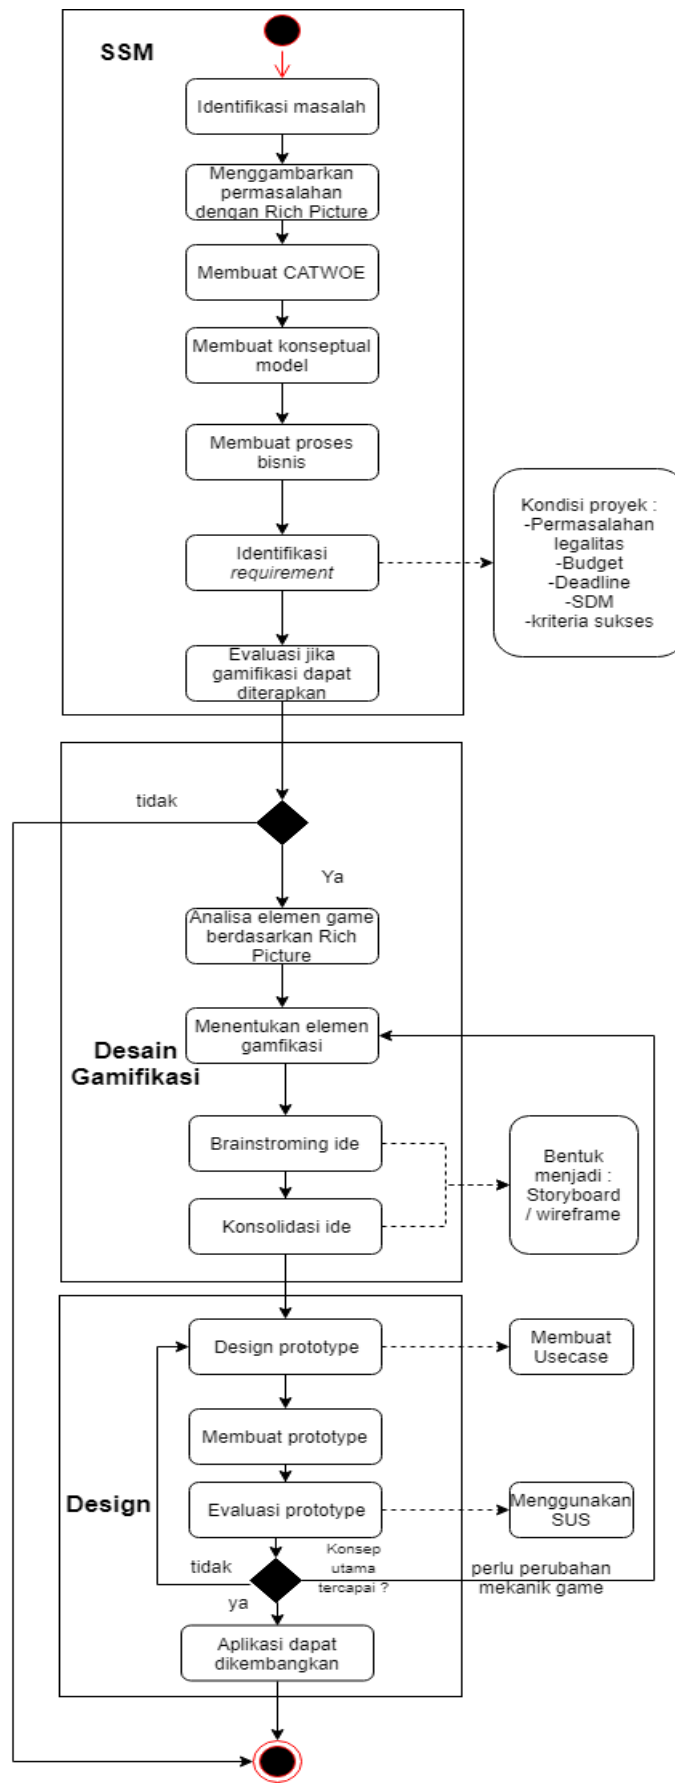 SSM
Identifikasi masalah
Menggambarkan
permasalahan
dengan Rich Picture
Membuat CATWOE
Membuat konseptual
model
Membuat proses
bisnis
Identifikasi
requirement
Kondisi proyek :
-Permasalahan
legalitas
-Budget
-Deadline
-SDM
-kriteria sukses
Evaluasi jika
gamifikasi dapat
diterapkan
tidak
Ya
Analisa elemen game
berdasarkan Rich
Picture
Menentukan elemen
gamfikasi
Desain
Gamifikasi
Brainstroming ide
Konsolidasi ide
Bentuk
menjadi :
Storyboard
/ wireframe
Design prototype
Membuat
Usecase
Membuat prototype
Design
Evaluasi prototype
Menggunakan
SUS
Konsep
utama
tercapai ?
tidak
ya
perlu perubahan
mekanik game
Aplikasi dapat
dikembangkan